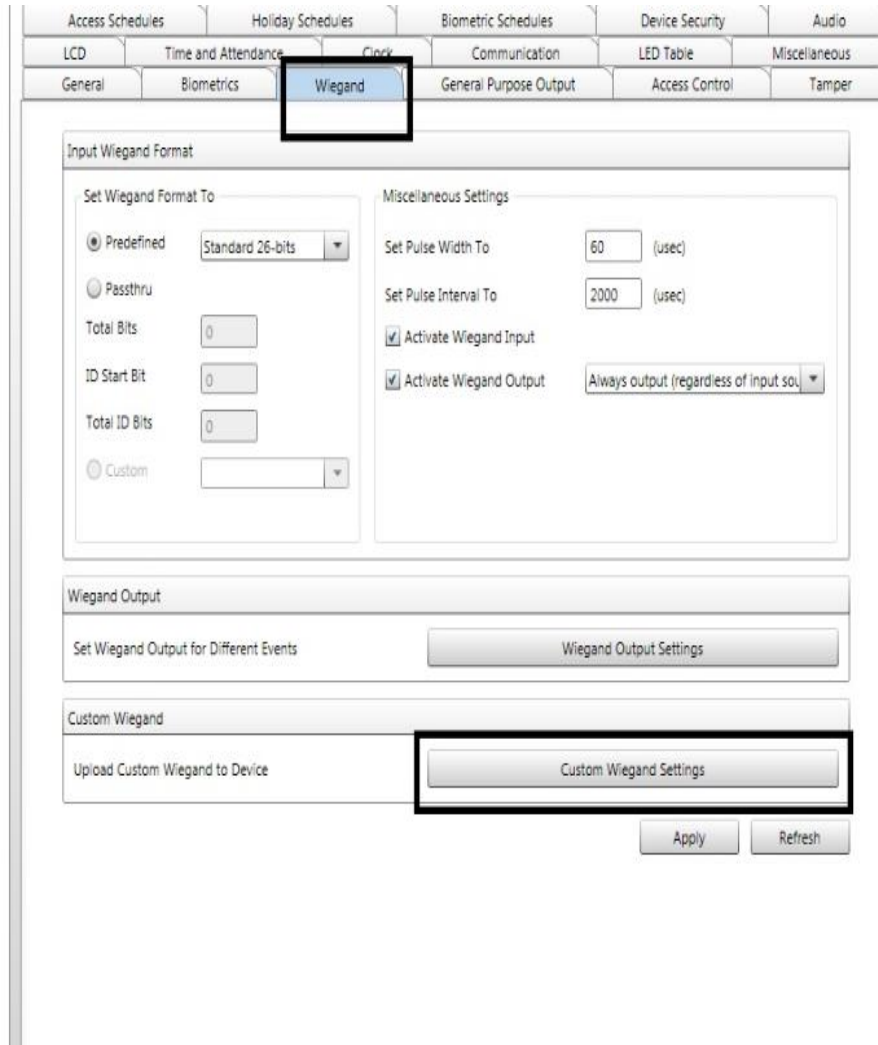 Access Schedules Holiday Schedules Biometric Schedules Device Security Audio
LCD Time and Attendance Clock Communication LED Table Miscellaneous
General Biometrics Wiegand General Purpose Output Access Control Tamper
Input Wiegand Format
Set Wiegand Format To Miscellaneous Settings
Predefined Standard 26-bits Set Pulse Width To 60 (usec)
Passthru Set Pulse Interval To 2000 (usec)
Total Bits 0 Activate Wiegand Input
ID Start Bit 0 Activate Wiegand Output Always output (regardless of input sou
Total ID Bits 0
Custom
Wiegand Output
Set Wiegand Output for Different Events Wiegand Output Settings
Custom Wiegand
Upload Custom Wiegand to Device Custom Wiegand Settings
Apply Refresh